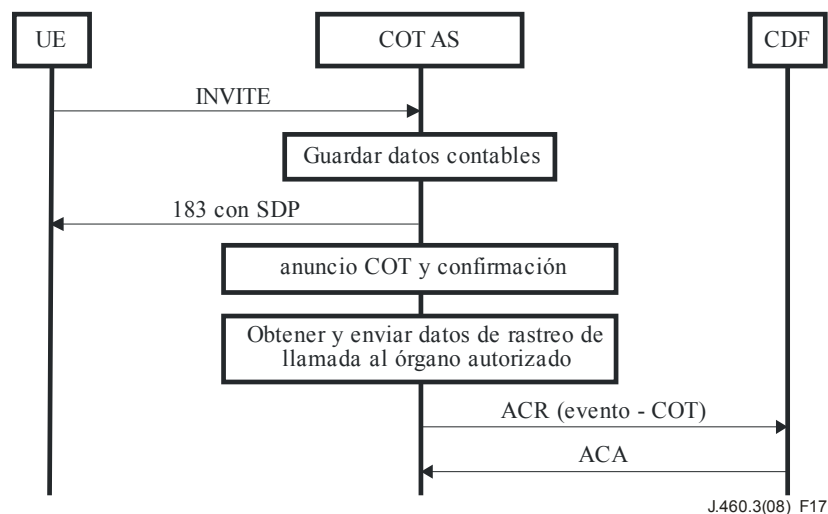 UE
COT AS
CDF
INVITE
Guardar datos contables
183 con SDP
anuncio COT y confirmación
Obtener y enviar datos de rastreo de
llamada al órgano autorizado
ACR (evento - COT)
ACA
J.460.3(08)_F17